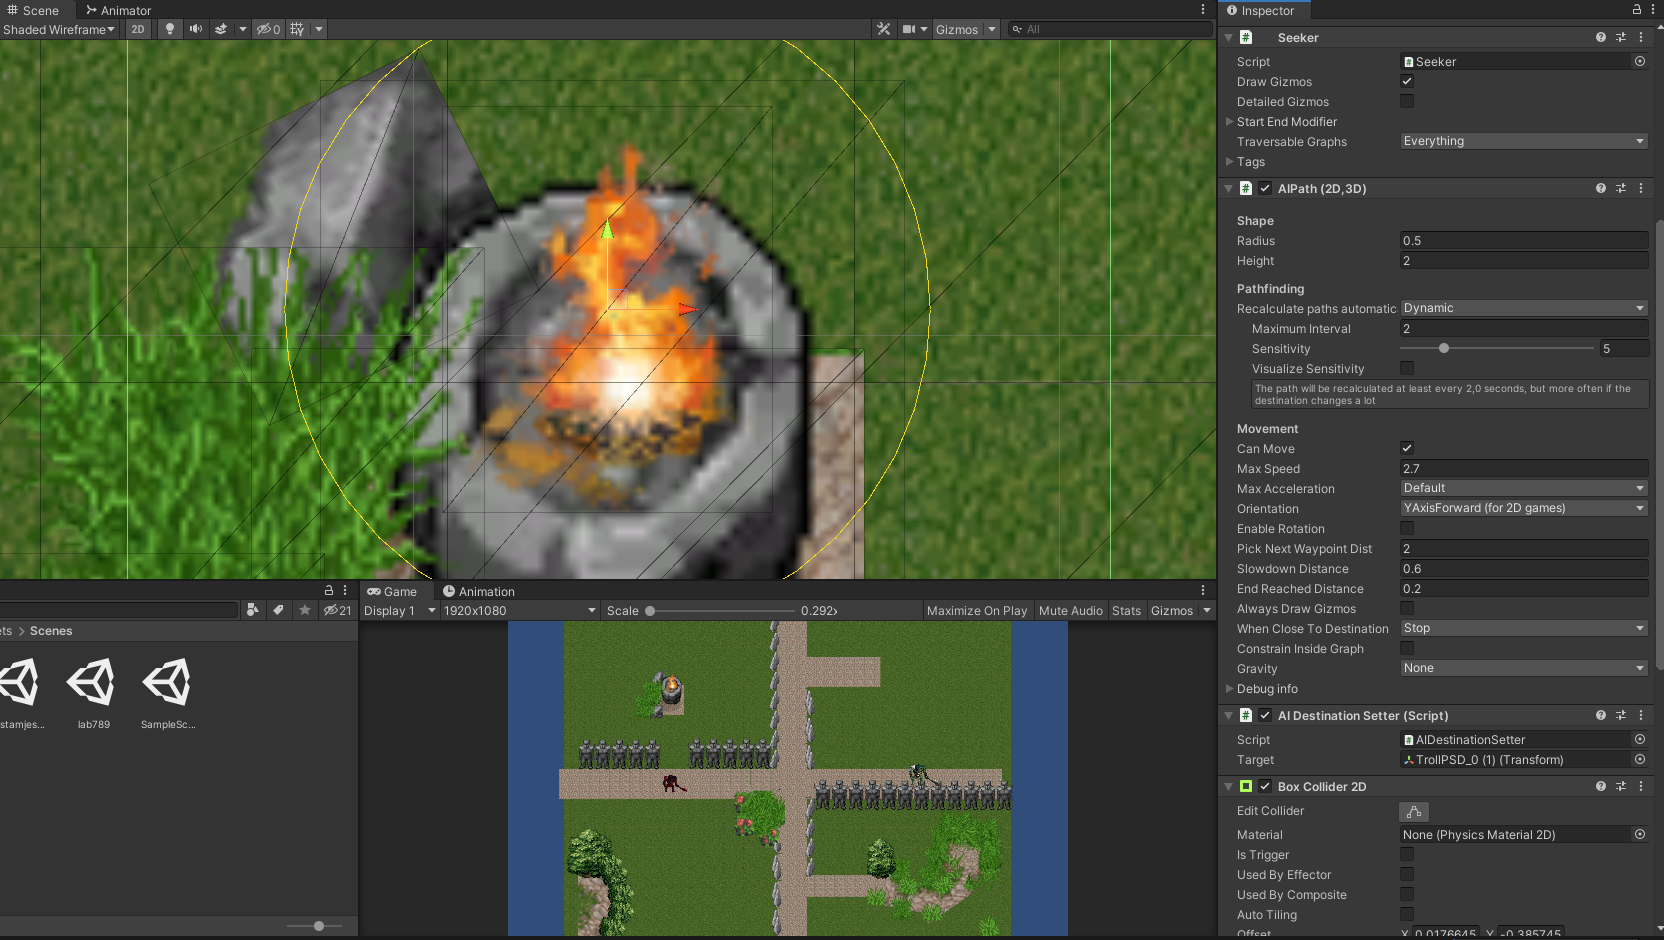 Scene
Animator
Inspector
Shaded Wireframe
2D
0
Gizmos
All
Seeker
Script
Seeker
Draw Gizmos
Detailed Gizmos
Start End Modifier
Traversable Graphs
Everything
Tags
AIPath (2D,3D)
Shape
Radius
0.5
Height
2
Pathfinding
Recalculate paths automatic
Dynamic
Maximum Interval
2
Sensitivity
5
Visualize Sensitivity
The path will be recalculated at least every 2,0 seconds, but more often if the
destination changes a lot
Movement
Can Move
Max Speed
2.7
Max Acceleration
Default
Orientation
YAxisForward (for 2D games)
Enable Rotation
Pick Next Waypoint Dist
2
Slowdown Distance
0.6
End Reached Distance
0.2
Always Draw Gizmos
When Close To Destination
Stop
Constrain Inside Graph
Gravity
None
Debug info
AI Destination Setter (Script)
Script
AIDestinationSetter
Target
TrollPSD_0 (1) (Transform)
Box Collider 2D
Edit Collider
Material
None (Physics Material 2D)
Is Trigger
Used By Effector
Used By Composite
Auto Tiling
Offset
X 0.0176645 Y -0.385745
21
ets > Scenes
stamjes...
lab789
SampleSc...
Game
Animation
Display 1
1920x1080
Scale
0.292x
Maximize On Play
Mute Audio
Stats
Gizmos